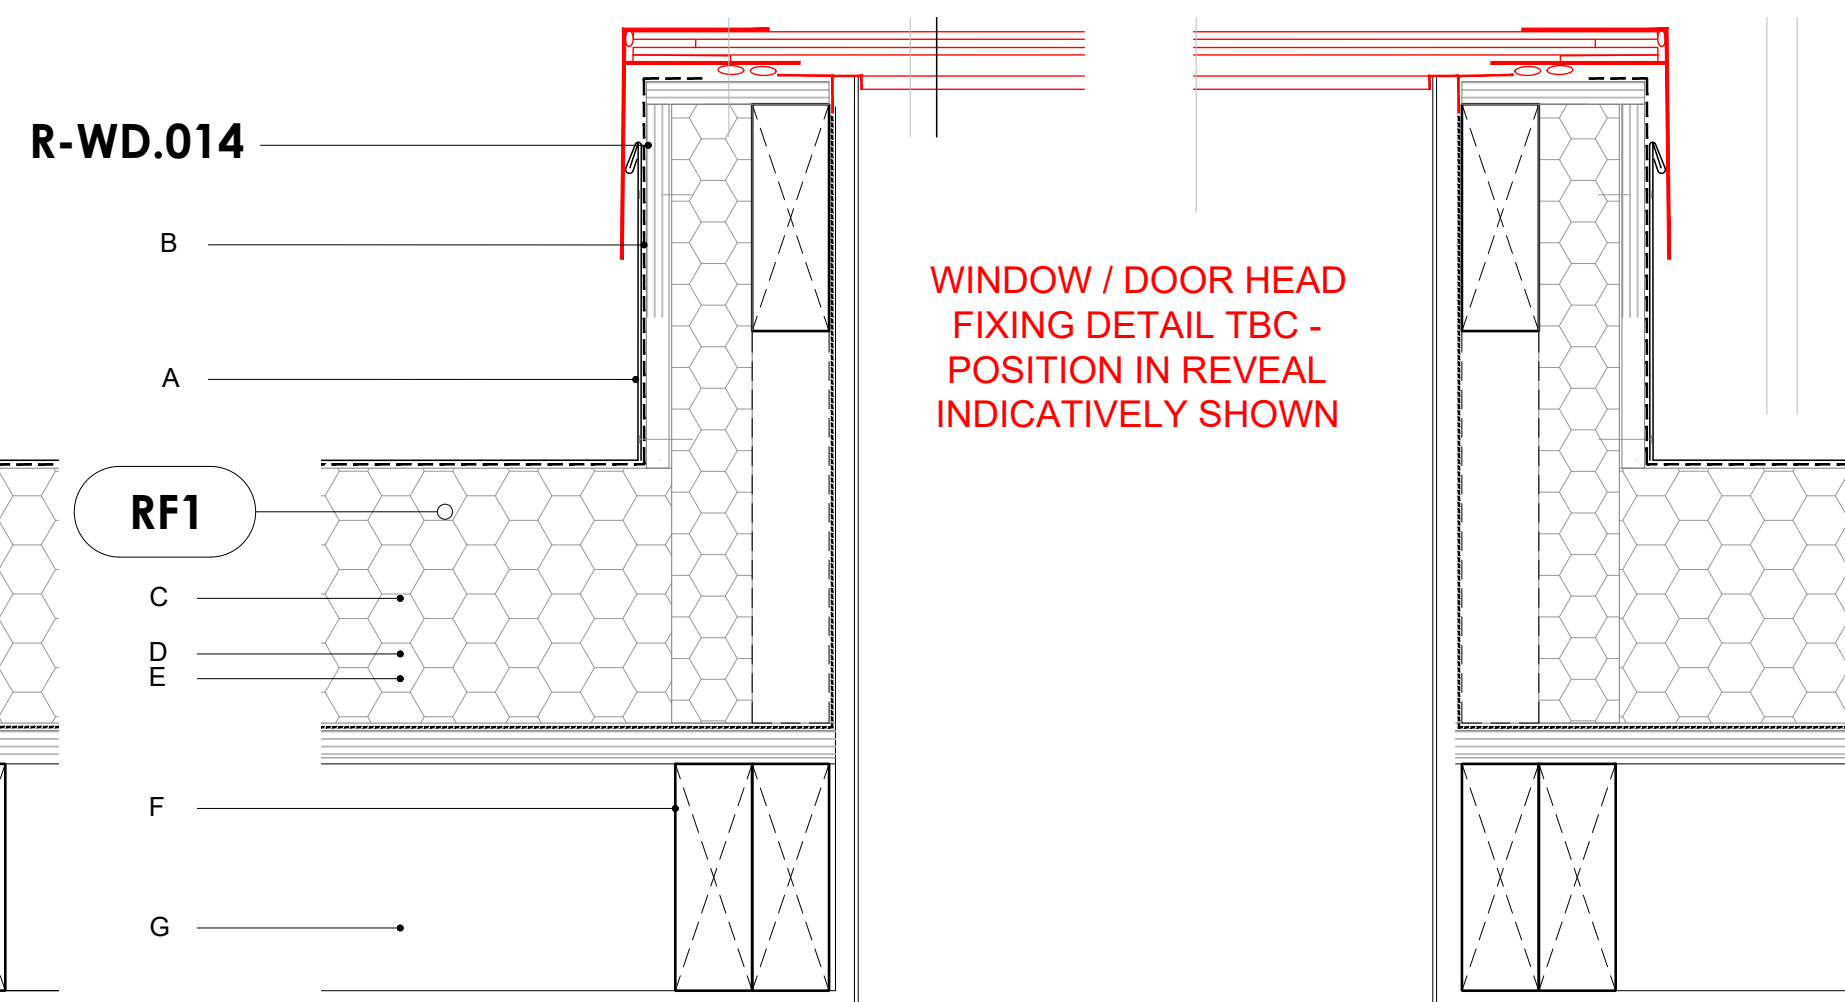 R-WD.014
B
A
RF1
C
D
E
F
G
WINDOW / DOOR HEAD
FIXING DETAIL TBC -
POSITION IN REVEAL
INDICATIVELY SHOWN